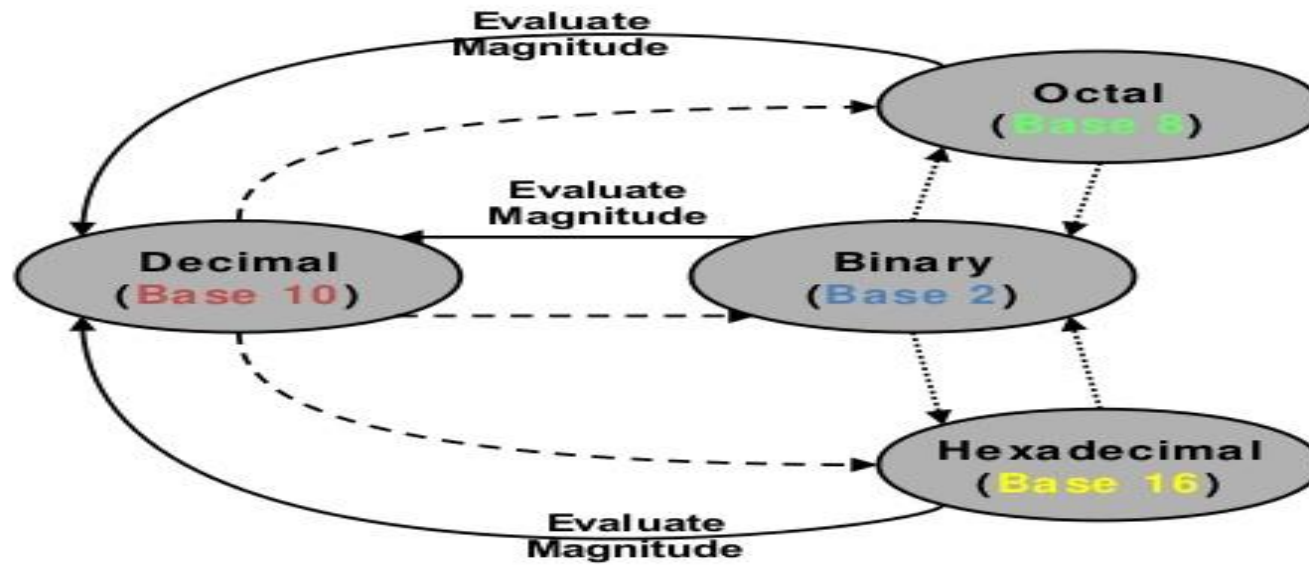 Evaluate
Magnitude
Octal
(Base 8)
Evaluate
Magnitude
Decimal
(Base 10)
Binary
(Base 2)
Hexadecimal
(Base 16)
Evaluate
Magnitude